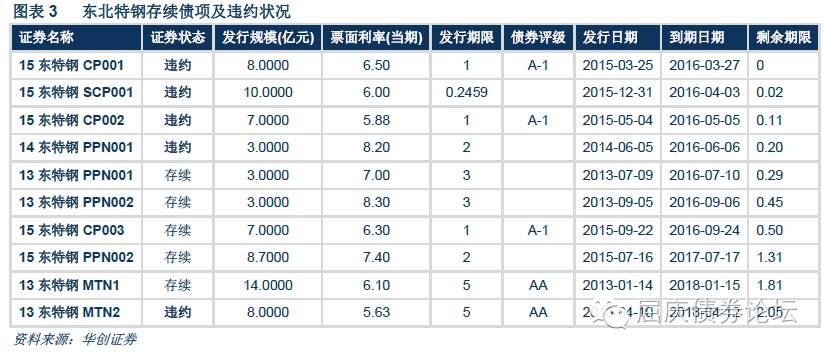 图表 3 东北特钢存续债项及违约状况
证券名称 证券状态 发行规模(亿元) 票面利率(当期) 发行期限 债券评级 发行日期 到期日期 剩余期限
15 东特钢 CP001 违约 8.0000 6.50 1 A-1 2015-03-25 2016-03-27 0
15 东特钢 SCP001 违约 10.0000 6.00 0.2459 2015-12-31 2016-04-03 0.02
15 东特钢 CP002 违约 7.0000 5.88 1 A-1 2015-05-04 2016-05-05 0.11
14 东特钢 PPN001 违约 3.0000 8.20 2 2014-06-05 2016-06-06 0.20
13 东特钢 PPN001 存续 3.0000 7.00 3 2013-07-09 2016-07-10 0.29
13 东特钢 PPN002 存续 3.0000 8.30 3 2013-09-05 2016-09-06 0.45
15 东特钢 CP003 存续 7.0000 6.30 1 A-1 2015-09-22 2016-09-24 0.50
15 东特钢 PPN002 存续 8.7000 7.40 2 2015-07-16 2017-07-17 1.31
13 东特钢 MTN1 存续 14.0000 6.10 5 AA 2013-01-14 2018-01-15 1.81
13 东特钢 MTN2 违约 8.0000 5.63 5 AA 2.05
屈庆债券论坛
资料来源：华创证券